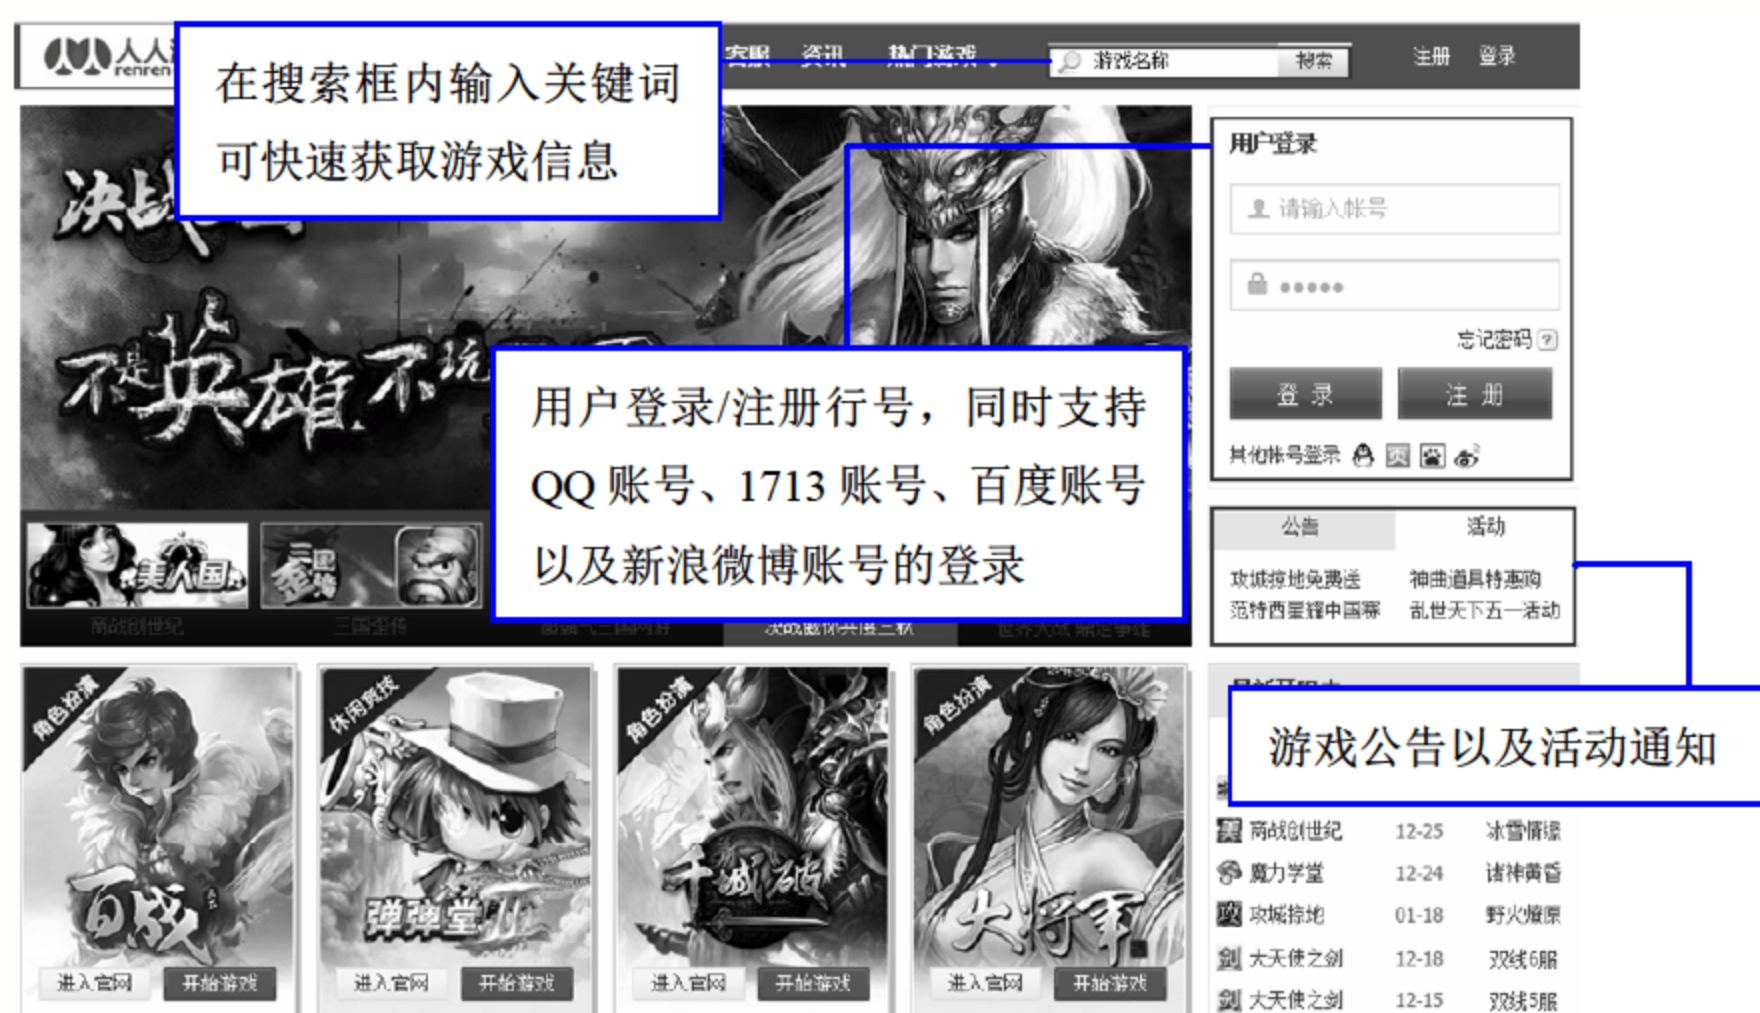 人人
renren
客服 资讯 热门游戏
游戏名称 搜索
注册 登录
在搜索框内输入关键词
可快速获取游戏信息
决战
不是英雄不玩
用户登录
请输入帐号
忘记密码 ?
登 录 注 册
其他帐号登录
用户登录/注册行号，同时支持
QQ 账号、1713 账号、百度账号
以及新浪微博账号的登录
公告 活动
攻城掠地免费送 神曲道具特惠购
范特西星耀中国赛 乱世天下五一活动
美人国
三国歪传
商战创世纪 三国歪传
游戏公告以及活动通知
角色扮演
百战
进入官网 开始游戏
休闲竞技
弹弹堂II
进入官网 开始游戏
角色扮演
千城破
进入官网 开始游戏
角色扮演
大将军
进入官网 开始游戏
商战创世纪 12-25 冰雪情缘
魔力学堂 12-24 诸神黄昏
攻城掠地 01-18 野火燎原
大天使之剑 12-18 双线6服
大天使之剑 12-15 双线5服